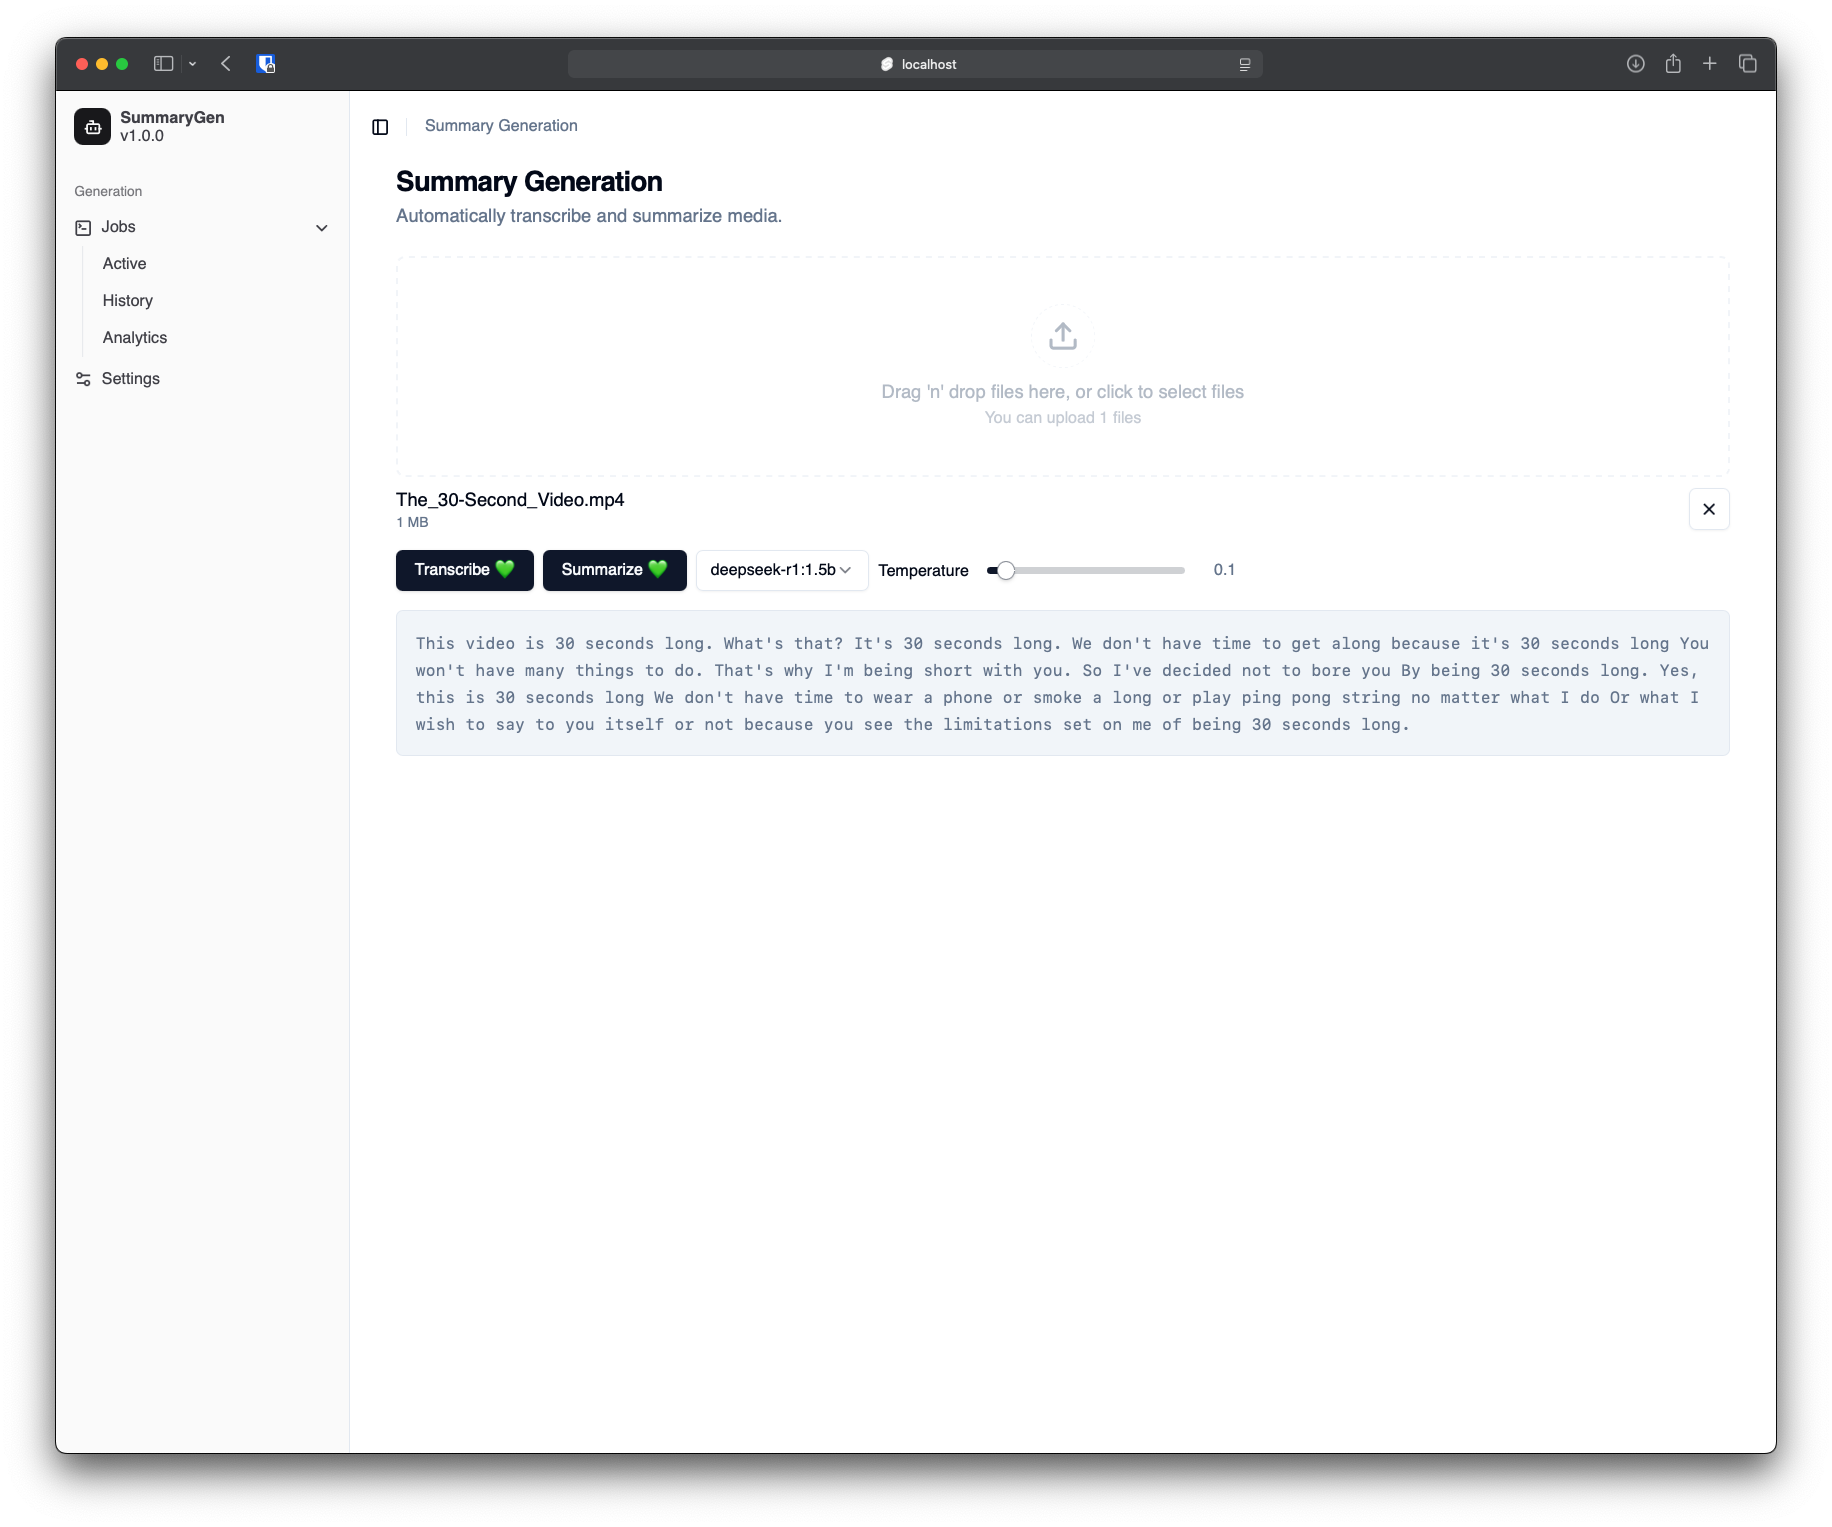 localhost
SummaryGen
v1.0.0
Generation
Jobs
Active
History
Analytics
Settings
Summary Generation
Summary Generation
Automatically transcribe and summarize media.
Drag 'n' drop files here, or click to select files
You can upload 1 files
The_30-Second_Video.mp4
1 MB
Transcribe 💚 Summarize 💚 deepseek-r1:1.5b Temperature 0.1
This video is 30 seconds long. What's that? It's 30 seconds long. We don't have time to get along because it's 30 seconds long You
won't have many things to do. That's why I'm being short with you. So I've decided not to bore you By being 30 seconds long. Yes,
this is 30 seconds long We don't have time to wear a phone or smoke a long or play ping pong string no matter what I do Or what I
wish to say to you itself or not because you see the limitations set on me of being 30 seconds long.